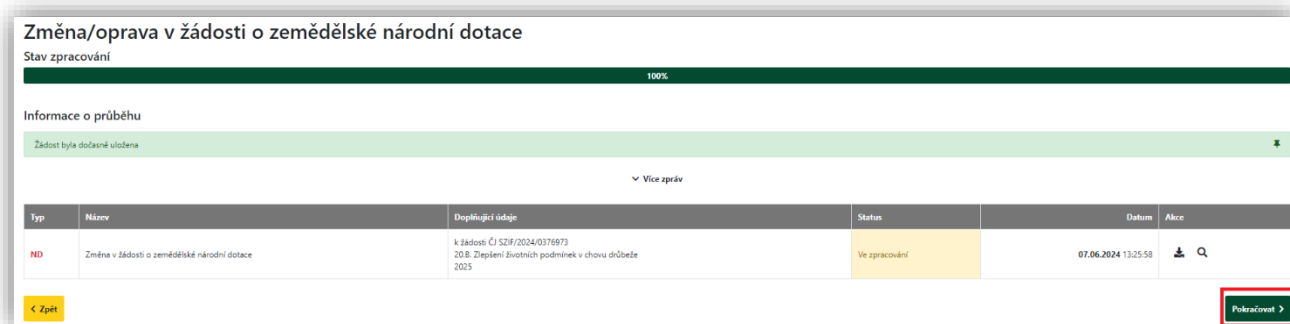 Změna/oprava v žádosti o zemědělské národní dotace
Stav zpracování
100%
Informace o průběhu
Žádost byla dočasně uložena
Více zpráv
Typ Název Doplňující údaje Status Datum Akce
ND Změna v žádosti o zemědělské národní dotace k žádosti ČJ SZIF/2024/0376973 Ve zpracování 07.06.2024 13:25:58
20.B. Zlepšení životních podmínek v chovu drůbeže
2025
Zpět Pokračovat